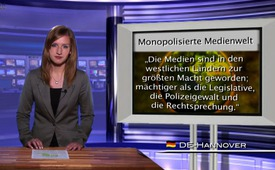 Monopolisierte Medienwelt
„Die Medien sind in den
westlichen Ländern zur
größten Macht geworden;
mächtiger als die Legislative,
die Polizeigewalt und
die Rechtsprechung."
DE-HANNOVER